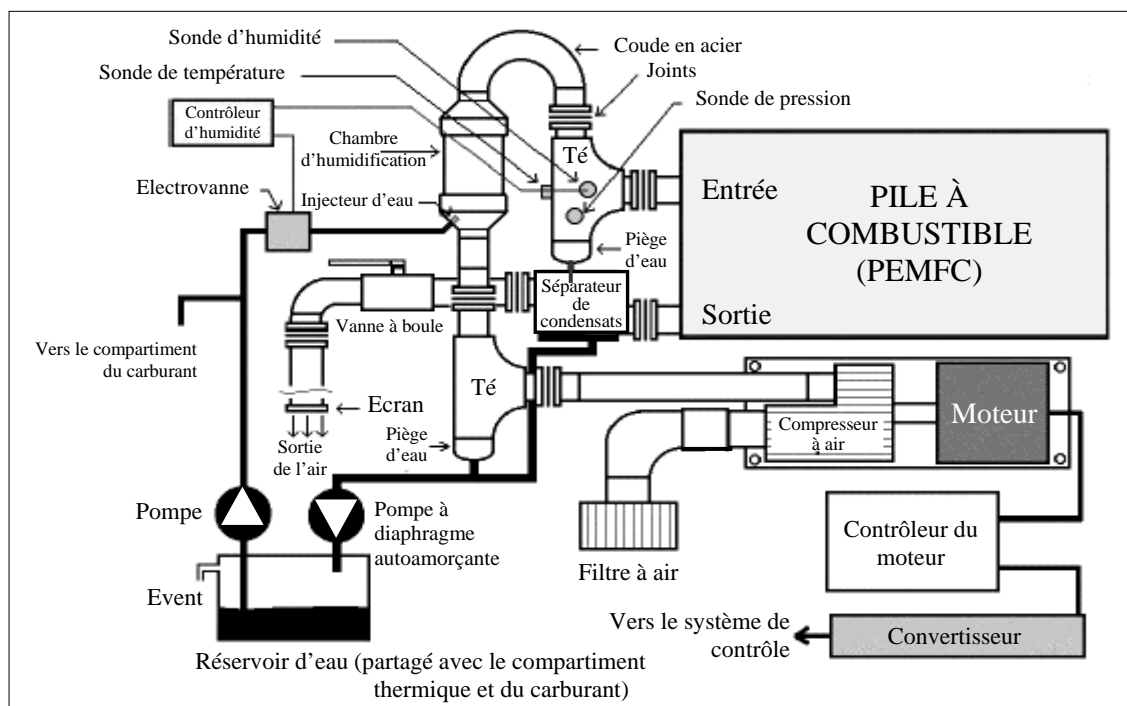 Sonde d'humidité
Coude en acier
Joints
Sonde de température
Sonde de pression
Contrôleur
d'humidité
Chambre
d'humidification
Té
Electrovanne
Injecteur d'eau
Entrée
PILE À
COMBUSTIBLE
(PEMFC)
Piège
d'eau
Séparateur
de
condensats
Sortie
Vanne à boule
Vers le compartiment
du carburant
Té
Ecran
Moteur
Compresseur
à air
Sortie
de l'air
Piège
d'eau
Pompe
Pompe à
diaphragme
autoamorçante
Contrôleur du
moteur
Filtre à air
Event
Vers le système de
contrôle
Convertisseur
Réservoir d'eau (partagé avec le compartiment
thermique et du carburant)